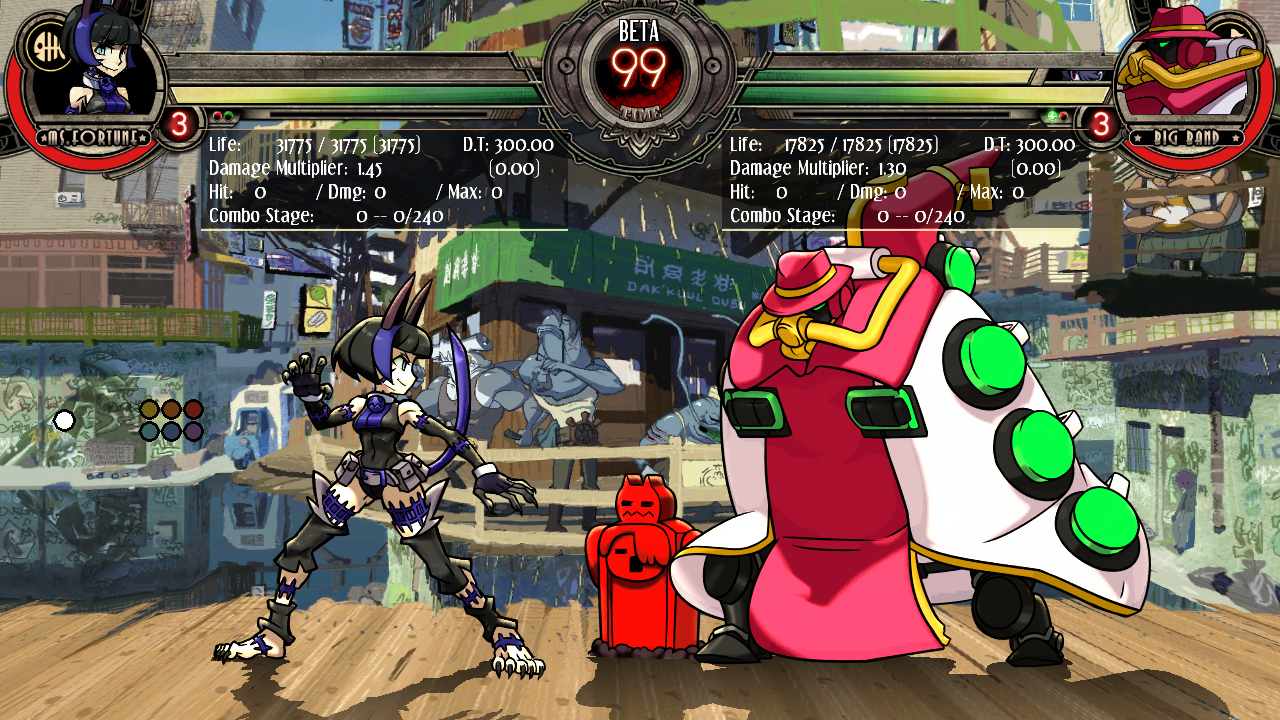 BETA
99
TIME
MS.FORTUNE
BIG BAND
3
3
Life: 31775 / 31775 (31775) D.T: 300.00
Damage Multiplier: 1.45 (0.00)
Hit: 0 / Dmg: 0 / Max: 0
Combo Stage: 0 -- 0/240
Life: 17825 / 17825 (17825) D.T: 300.00
Damage Multiplier: 1.30 (0.00)
Hit: 0 / Dmg: 0 / Max: 0
Combo Stage: 0 -- 0/240
DAK'KULL